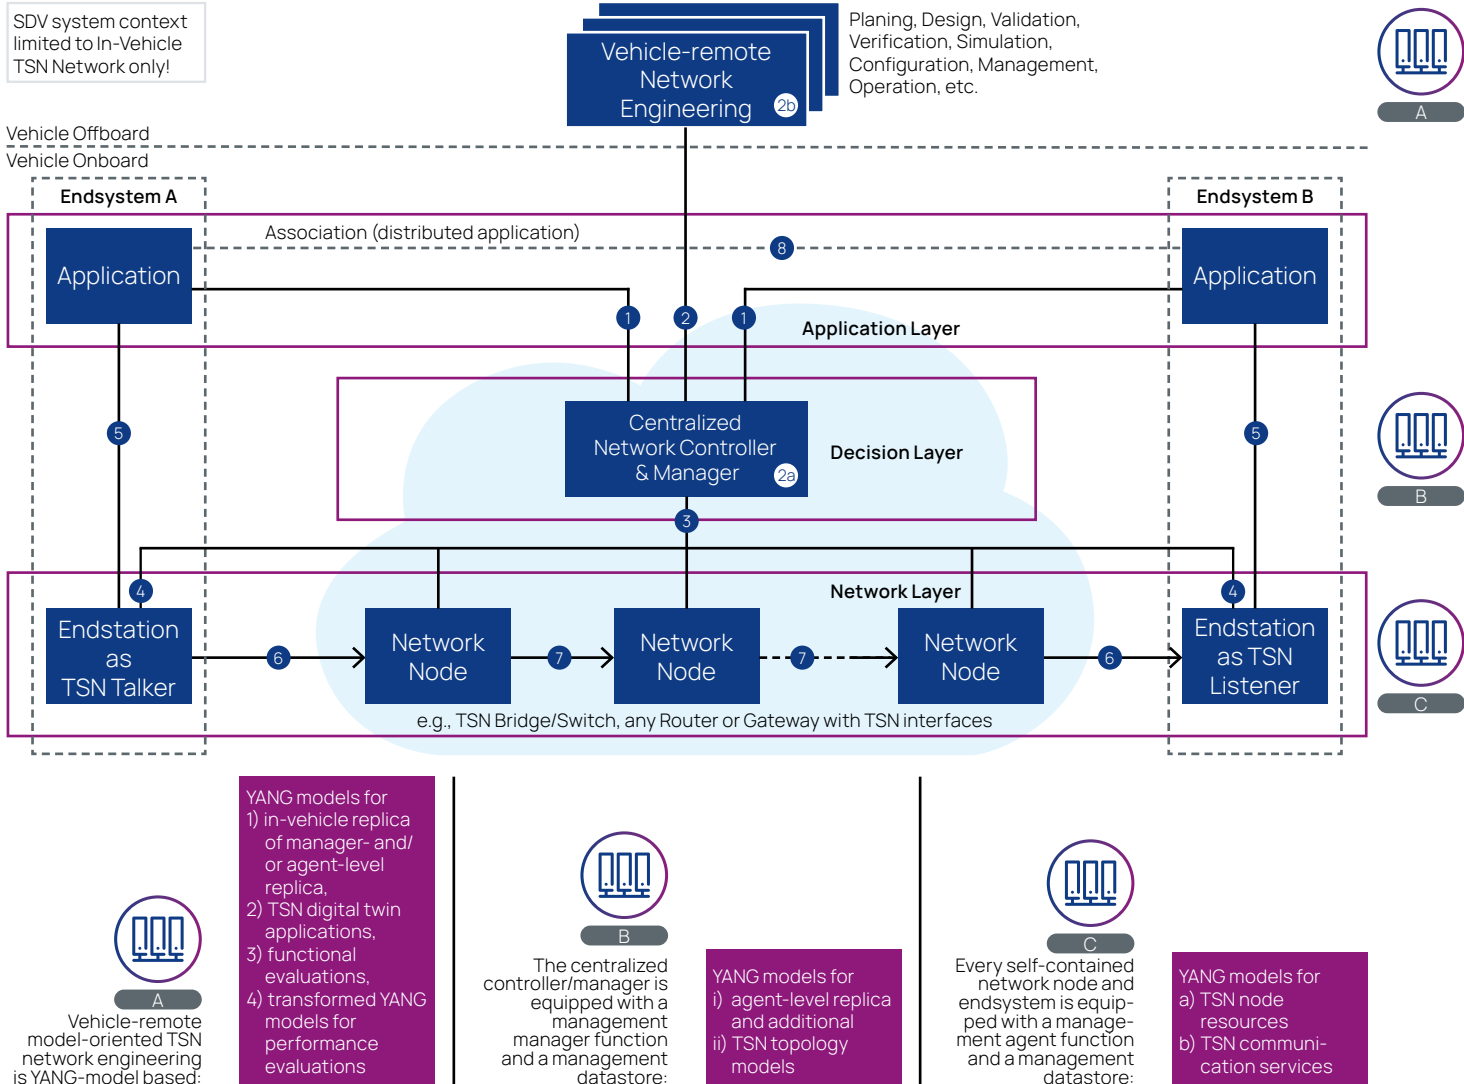 SDV system context
limited to In-Vehicle
TSN Network only!
Vehicle-remote
Network
Engineering
2b
Planing, Design, Validation,
Verification, Simulation,
Configuration, Management,
Operation, etc.
A
Vehicle Offboard
Vehicle Onboard
Endsystem A
Endsystem B
Association (distributed application)
8
Application
Application
1
2
1
Application Layer
Centralized
Network Controller
& Manager
2a
Decision Layer
5
5
B
3
4
Network Layer
4
Endstation
as
TSN Talker
6
Network
Node
7
Network
Node
7
Network
Node
6
Endstation
as TSN
Listener
C
e.g., TSN Bridge/Switch, any Router or Gateway with TSN interfaces
A
Vehicle-remote
model-oriented TSN
network engineering
is YANG-model based:
YANG models for
1) in-vehicle replica
of manager- and/
or agent-level
replica,
2) TSN digital twin
applications,
3) functional
evaluations,
4) transformed YANG
models for
performance
evaluations
B
The centralized
controller/manager is
equipped with a
management
manager function
and a management
datastore:
YANG models for
i) agent-level replica
and additional
ii) TSN topology
models
C
Every self-contained
network node and
endsystem is equip-
ped with a manage-
ment agent function
and a management
datastore:
YANG models for
a) TSN node
resources
b) TSN communi-
cation services